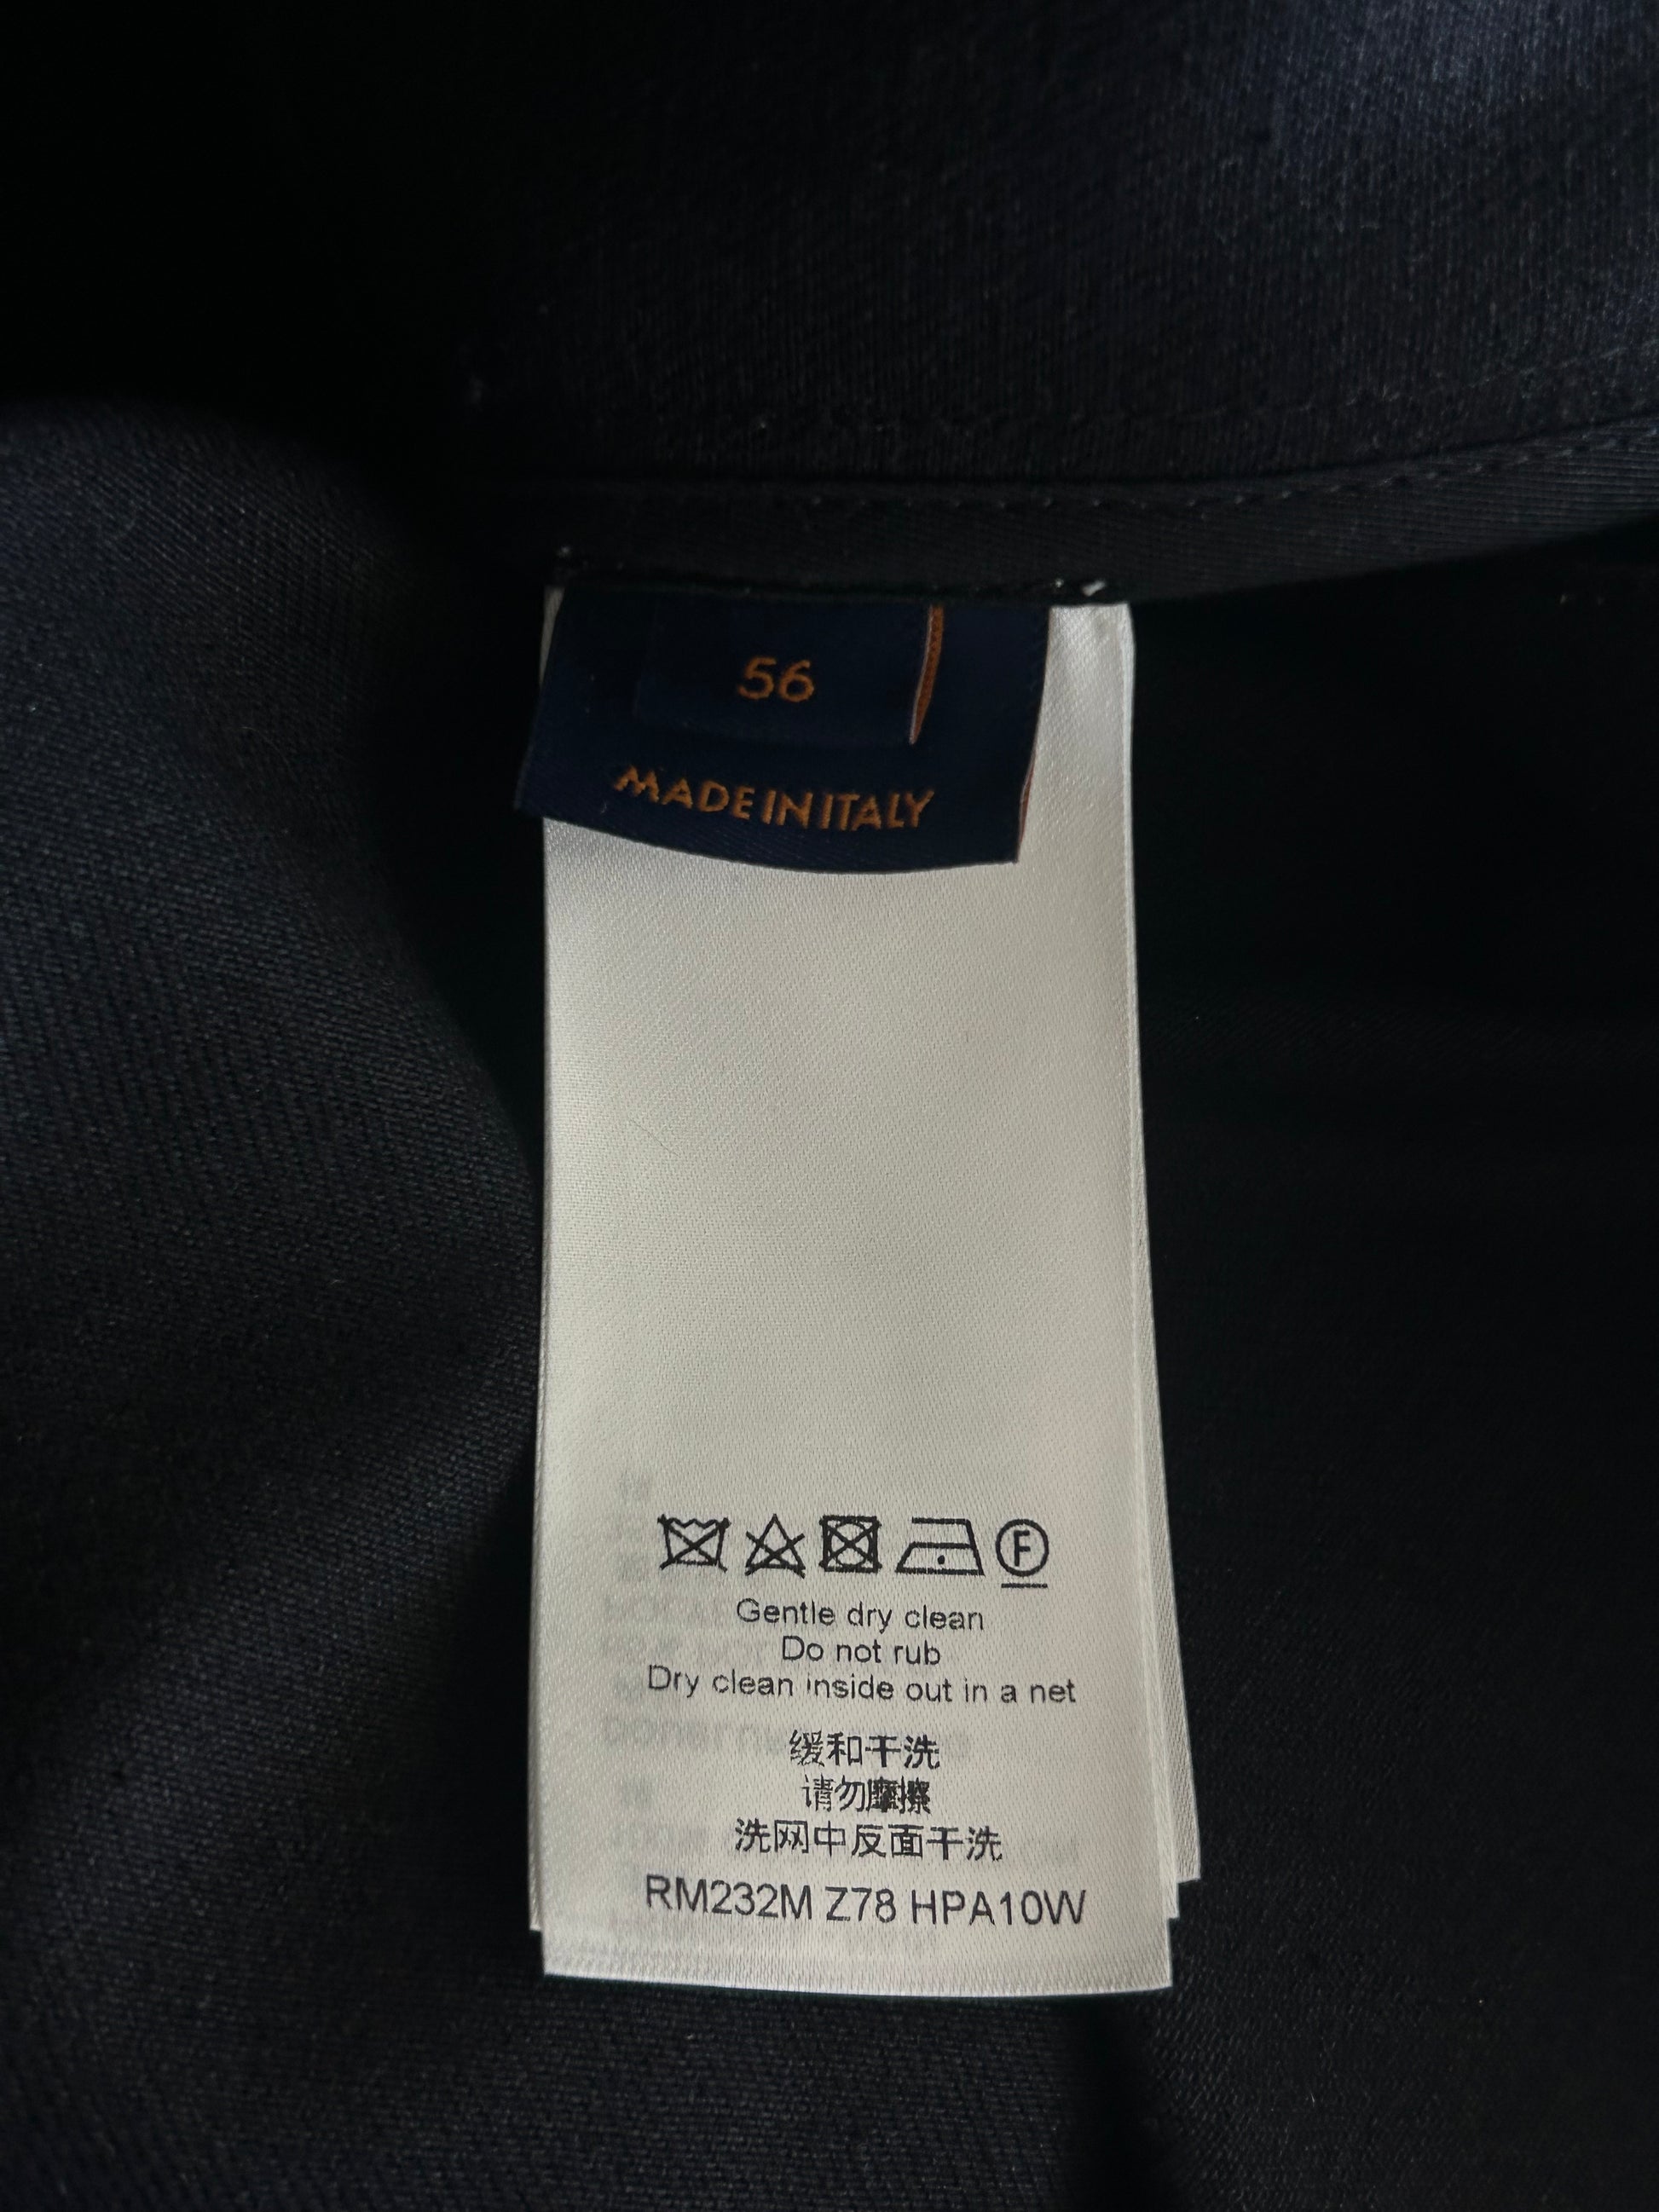 56
MADE IN ITALY
F
Gentle dry clean
Do not rub
Dry clean inside out in a net
缓和干洗
请勿摩擦
洗网中反面干洗
RM232M Z78 HPA10W